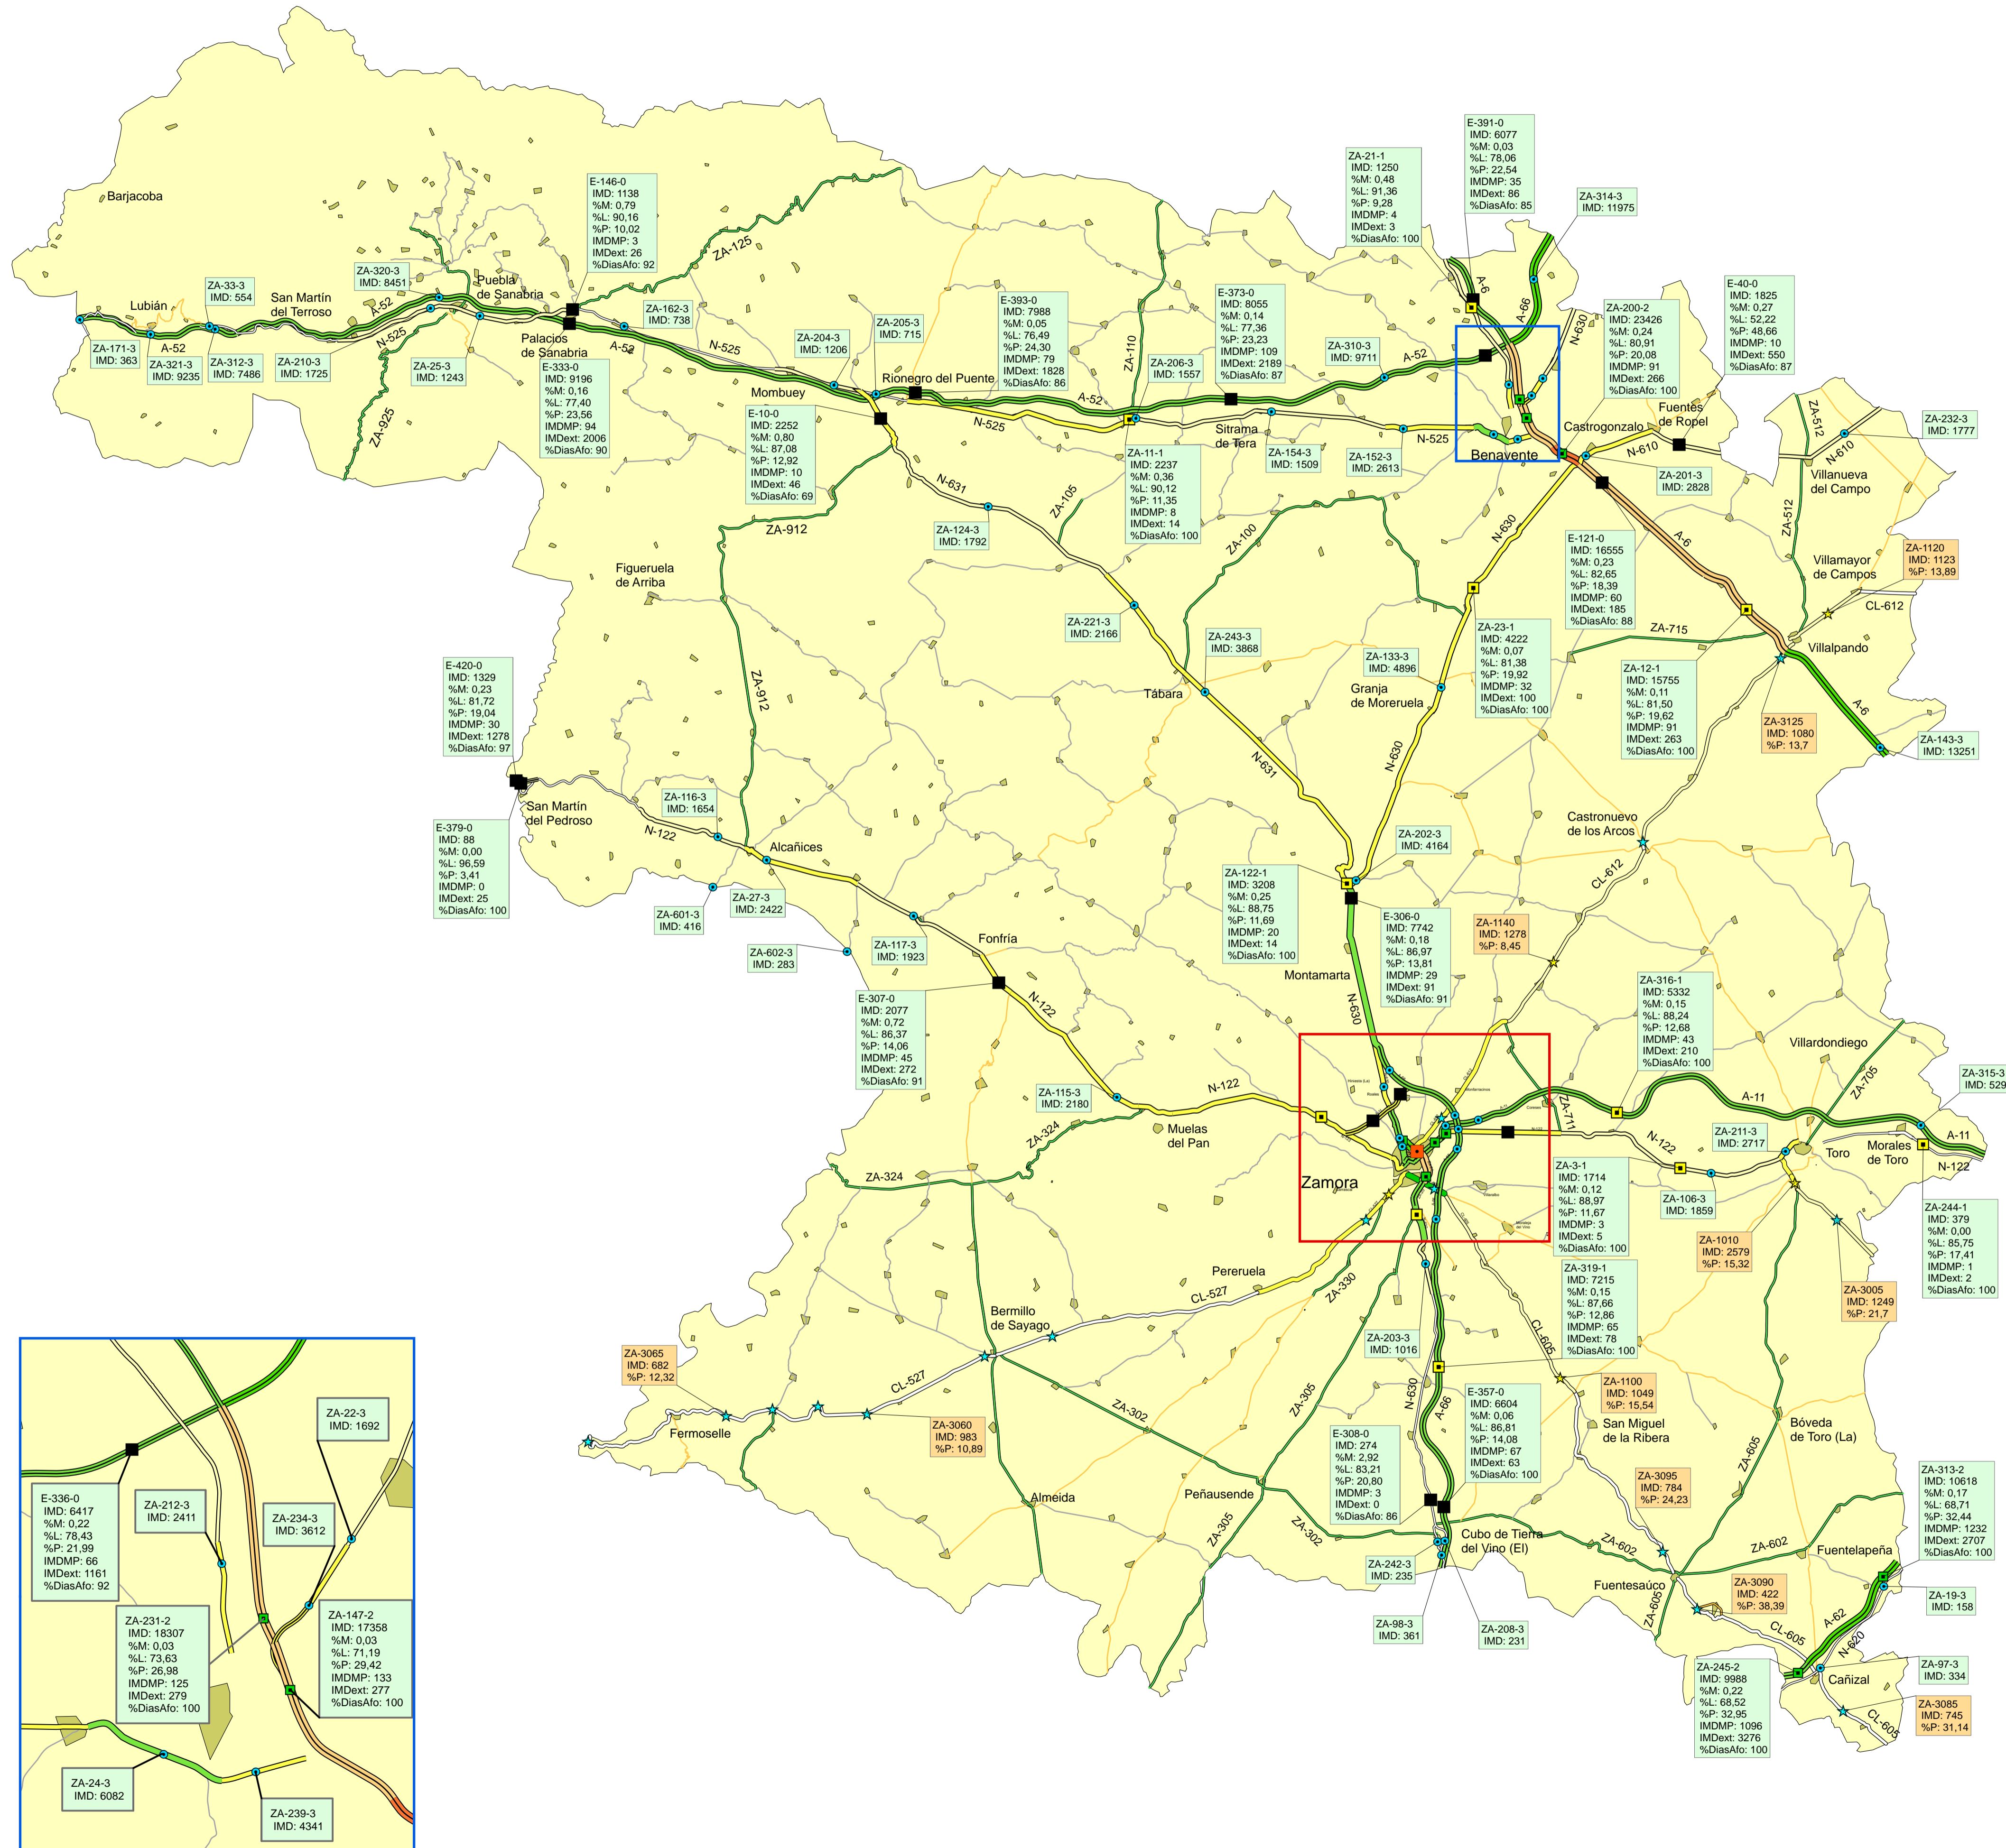 E-391-0
IMD: 6077
%M: 0,03
%L: 78,06
%P: 22,54
IMDMP: 35
IMDext: 86
%DiasAfo: 85
ZA-21-1
IMD: 1250
%M: 0,48
%L: 91,36
%P: 9,28
IMDMP: 4
IMDext: 3
%DiasAfo: 100
ZA-314-3
IMD: 11975
Barjacoba
E-146-0
IMD: 1138
%M: 0,79
%L: 90,16
%P: 10,02
IMDMP: 3
IMDext: 26
%DiasAfo: 92
ZA-125
ZA-320-3
IMD: 8451
Puebla
de Sanabria
ZA-33-3
IMD: 554
San Martín
del Terroso
Lubián
A-52
N-525
ZA-171-3
IMD: 363
A-52
ZA-321-3
IMD: 9235
ZA-312-3
IMD: 7486
ZA-210-3
IMD: 1725
ZA-25-3
IMD: 1243
ZA-925
Palacios
de Sanabria
A-52
ZA-162-3
IMD: 738
N-525
E-333-0
IMD: 9196
%M: 0,16
%L: 77,40
%P: 23,56
IMDMP: 94
IMDext: 2006
%DiasAfo: 90
ZA-204-3
IMD: 1206
ZA-205-3
IMD: 715
Mombuey
Rionegro del Puente
E-393-0
IMD: 7988
%M: 0,05
%L: 76,49
%P: 24,30
IMDMP: 79
IMDext: 1828
%DiasAfo: 86
E-10-0
IMD: 2252
%M: 0,80
%L: 87,08
%P: 12,92
IMDMP: 10
IMDext: 46
%DiasAfo: 69
A-52
N-525
ZA-110
ZA-206-3
IMD: 1557
E-373-0
IMD: 8055
%M: 0,14
%L: 77,36
%P: 23,23
IMDMP: 109
IMDext: 2189
%DiasAfo: 87
ZA-310-3
IMD: 9711
A-52
A-6
A-66
N-630
ZA-200-2
IMD: 23426
%M: 0,24
%L: 80,91
%P: 20,08
IMDMP: 91
IMDext: 266
%DiasAfo: 100
E-40-0
IMD: 1825
%M: 0,27
%L: 52,22
%P: 48,66
IMDMP: 10
IMDext: 550
%DiasAfo: 87
Fuentes
de Ropel
Castrogonzalo
N-610
Benavente
ZA-201-3
IMD: 2828
ZA-512
ZA-232-3
IMD: 1777
N-610
Villanueva
del Campo
ZA-512
Sitrama
de Tera
ZA-154-3
IMD: 1509
ZA-152-3
IMD: 2613
N-525
ZA-11-1
IMD: 2237
%M: 0,36
%L: 90,12
%P: 11,35
IMDMP: 8
IMDext: 14
%DiasAfo: 100
N-631
ZA-105
ZA-912
ZA-124-3
IMD: 1792
ZA-100
N-630
A-6
E-121-0
IMD: 16555
%M: 0,23
%L: 82,65
%P: 18,39
IMDMP: 60
IMDext: 185
%DiasAfo: 88
Villamayor
de Campos
ZA-1120
IMD: 1123
%P: 13,89
CL-612
Figueruela
de Arriba
ZA-221-3
IMD: 2166
ZA-243-3
IMD: 3868
ZA-23-1
IMD: 4222
%M: 0,07
%L: 81,38
%P: 19,92
IMDMP: 32
IMDext: 100
%DiasAfo: 100
ZA-715
Villalpando
ZA-12-1
IMD: 15755
%M: 0,11
%L: 81,50
%P: 19,62
IMDMP: 91
IMDext: 263
%DiasAfo: 100
E-420-0
IMD: 1329
%M: 0,23
%L: 81,72
%P: 19,04
IMDMP: 30
IMDext: 1278
%DiasAfo: 97
ZA-912
Tábara
ZA-133-3
IMD: 4896
Granja
de Moreruela
A-6
ZA-3125
IMD: 1080
%P: 13,7
ZA-143-3
IMD: 13251
N-631
N-630
San Martín
del Pedroso
ZA-116-3
IMD: 1654
N-122
Alcañices
E-379-0
IMD: 88
%M: 0,00
%L: 96,59
%P: 3,41
IMDMP: 0
IMDext: 25
%DiasAfo: 100
ZA-601-3
IMD: 416
ZA-27-3
IMD: 2422
ZA-602-3
IMD: 283
ZA-117-3
IMD: 1923
Fonfría
Castronuevo
de los Arcos
ZA-202-3
IMD: 4164
CL-612
ZA-122-1
IMD: 3208
%M: 0,25
%L: 88,75
%P: 11,69
IMDMP: 20
IMDext: 14
%DiasAfo: 100
E-306-0
IMD: 7742
%M: 0,18
%L: 86,97
%P: 13,81
IMDMP: 29
IMDext: 91
%DiasAfo: 91
ZA-1140
IMD: 1278
%P: 8,45
Montamarta
N-630
E-307-0
IMD: 2077
%M: 0,72
%L: 86,37
%P: 14,06
IMDMP: 45
IMDext: 272
%DiasAfo: 91
N-122
ZA-316-1
IMD: 5332
%M: 0,15
%L: 88,24
%P: 12,68
IMDMP: 43
IMDext: 210
%DiasAfo: 100
Villardondiego
ZA-705
ZA-315-3
IMD: 529
ZA-115-3
IMD: 2180
N-122
Muelas
del Pan
ZA-324
ZA-324
ZA-711
A-11
N-122
ZA-211-3
IMD: 2717
Toro
Morales
de Toro
A-11
N-122
Zamora
ZA-3-1
IMD: 1714
%M: 0,12
%L: 88,97
%P: 11,67
IMDMP: 3
IMDext: 5
%DiasAfo: 100
ZA-106-3
IMD: 1859
ZA-1010
IMD: 2579
%P: 15,32
ZA-3005
IMD: 1249
%P: 21,7
ZA-244-1
IMD: 379
%M: 0,00
%L: 85,75
%P: 17,41
IMDMP: 1
IMDext: 2
%DiasAfo: 100
Pereruela
CL-527
ZA-330
ZA-319-1
IMD: 7215
%M: 0,15
%L: 87,66
%P: 12,86
IMDMP: 65
IMDext: 78
%DiasAfo: 100
Bermillo
de Sayago
ZA-203-3
IMD: 1016
CL-605
ZA-3065
IMD: 682
%P: 12,32
CL-527
ZA-3060
IMD: 983
%P: 10,89
Fermoselle
ZA-302
ZA-305
N-630
A-66
E-357-0
IMD: 6604
%M: 0,06
%L: 86,81
%P: 14,08
IMDMP: 67
IMDext: 63
%DiasAfo: 100
ZA-1100
IMD: 1049
%P: 15,54
San Miguel
de la Ribera
Bóveda
de Toro (La)
ZA-605
E-308-0
IMD: 274
%M: 2,92
%L: 83,21
%P: 20,80
IMDMP: 3
IMDext: 0
%DiasAfo: 86
Almeida
Peñausende
ZA-305
ZA-302
Cubo de Tierra
del Vino (El)
ZA-3095
IMD: 784
%P: 24,23
ZA-313-2
IMD: 10618
%M: 0,17
%L: 68,71
%P: 32,44
IMDMP: 1232
IMDext: 2707
%DiasAfo: 100
ZA-602
ZA-602
Fuentelapeña
ZA-242-3
IMD: 235
Fuentesaúco
ZA-605
ZA-3090
IMD: 422
%P: 38,39
ZA-19-3
IMD: 158
A-62
N-620
CL-605
ZA-98-3
IMD: 361
ZA-208-3
IMD: 231
ZA-245-2
IMD: 9988
%M: 0,22
%L: 68,52
%P: 32,95
IMDMP: 1096
IMDext: 3276
%DiasAfo: 100
Cañizal
ZA-97-3
IMD: 334
ZA-3085
IMD: 745
%P: 31,14
CL-605
ZA-22-3
IMD: 1692
E-336-0
IMD: 6417
%M: 0,22
%L: 78,43
%P: 21,99
IMDMP: 66
IMDext: 1161
%DiasAfo: 92
ZA-212-3
IMD: 2411
ZA-234-3
IMD: 3612
ZA-231-2
IMD: 18307
%M: 0,03
%L: 73,63
%P: 26,98
IMDMP: 125
IMDext: 279
%DiasAfo: 100
ZA-147-2
IMD: 17358
%M: 0,03
%L: 71,19
%P: 29,42
IMDMP: 133
IMDext: 277
%DiasAfo: 100
ZA-24-3
IMD: 6082
ZA-239-3
IMD: 4341